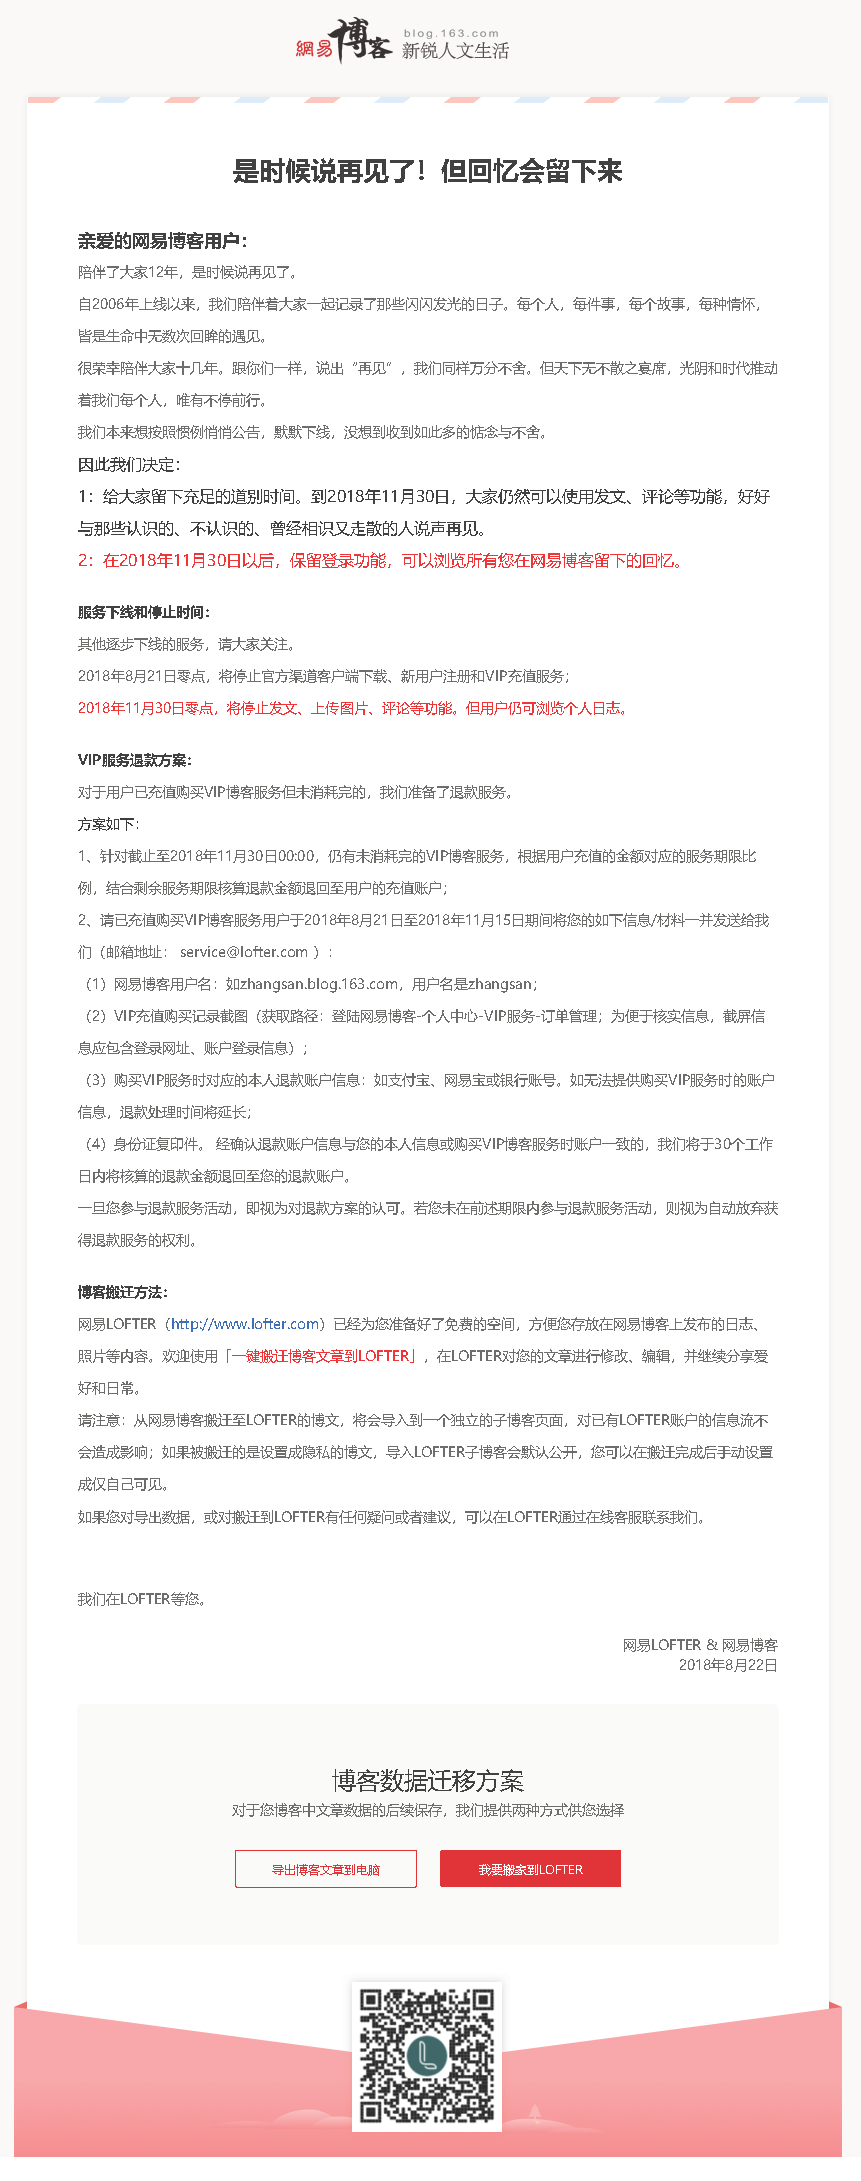 網易博客 blog.163.com
新锐人文生活
是时候说再见了！但回忆会留下来
亲爱的网易博客用户：
陪伴了大家12年，是时候说再见了。
自2006年上线以来，我们陪伴着大家一起记录了那些闪闪发光的日子。每个人，每件事，每个故事，每种情怀，
皆是生命中无数次回眸的遇见。
很荣幸陪伴大家十几年。跟你们一样，说出“再见”，我们同样万分不舍。但天下无不散之宴席，光阴和时代推动
着我们每个人，唯有不停前行。
我们本来想按照惯例悄悄公告，默默下线，没想到收到如此多的惦念与不舍。
因此我们决定：
1：给大家留下充足的道别时间。到2018年11月30日，大家仍然可以使用发文、评论等功能，好好
与那些认识的、不认识的、曾经相识又走散的人说声再见。
2：在2018年11月30日以后，保留登录功能，可以浏览所有您在网易博客留下的回忆。
服务下线和停止时间：
其他逐步下线的服务，请大家关注。
2018年8月21日零点，将停止官方渠道客户端下载、新用户注册和VIP充值服务；
2018年11月30日零点，将停止发文、上传图片、评论等功能。但用户仍可浏览个人日志。
VIP服务退款方案：
对于用户已充值购买VIP博客服务但未消耗完的，我们准备了退款服务。
方案如下：
1、针对截止至2018年11月30日00:00，仍有未消耗完的VIP博客服务，根据用户充值的金额对应的服务期限比
例，结合剩余服务期限核算退款金额退回至用户的充值账户；
2、请已充值购买VIP博客服务用户于2018年8月21日至2018年11月15日期间将您的如下信息/材料一并发送给我
们（邮箱地址： service@lofter.com ）：
（1）网易博客用户名：如zhangsan.blog.163.com，用户名是zhangsan；
（2）VIP充值购买记录截图（获取路径：登陆网易博客-个人中心-VIP服务-订单管理；为便于核实信息，截屏信
息应包含登录网址、账户登录信息）；
（3）购买VIP服务时对应的本人退款账户信息：如支付宝、网易宝或银行账号。如无法提供购买VIP服务时的账户
信息，退款处理时间将延长；
（4）身份证复印件。 经确认退款账户信息与您的本人信息或购买VIP博客服务时账户一致的，我们将于30个工作
日内将核算的退款金额退回至您的退款账户。
一旦您参与退款服务活动，即视为对退款方案的认可。若您未在前述期限内参与退款服务活动，则视为自动放弃获
得退款服务的权利。
博客搬迁方法：
网易LOFTER（http://www.lofter.com）已经为您准备好了免费的空间，方便您存放在网易博客上发布的日志、
照片等内容。欢迎使用「一键搬迁博客文章到LOFTER」，在LOFTER对您的文章进行修改、编辑，并继续分享爱
好和日常。
请注意：从网易博客搬迁至LOFTER的博文，将会导入到一个独立的子博客页面，对已有LOFTER账户的信息流不
会造成影响；如果被搬迁的是设置成隐私的博文，导入LOFTER子博客会默认公开，您可以在搬迁完成后手动设置
成仅自己可见。
如果您对导出数据，或对搬迁到LOFTER有任何疑问或者建议，可以在LOFTER通过在线客服联系我们。
我们在LOFTER等您。
网易LOFTER & 网易博客
2018年8月22日
博客数据迁移方案
对于您博客中文章数据的后续保存，我们提供两种方式供您选择
导出博客文章到电脑 我要搬家到LOFTER